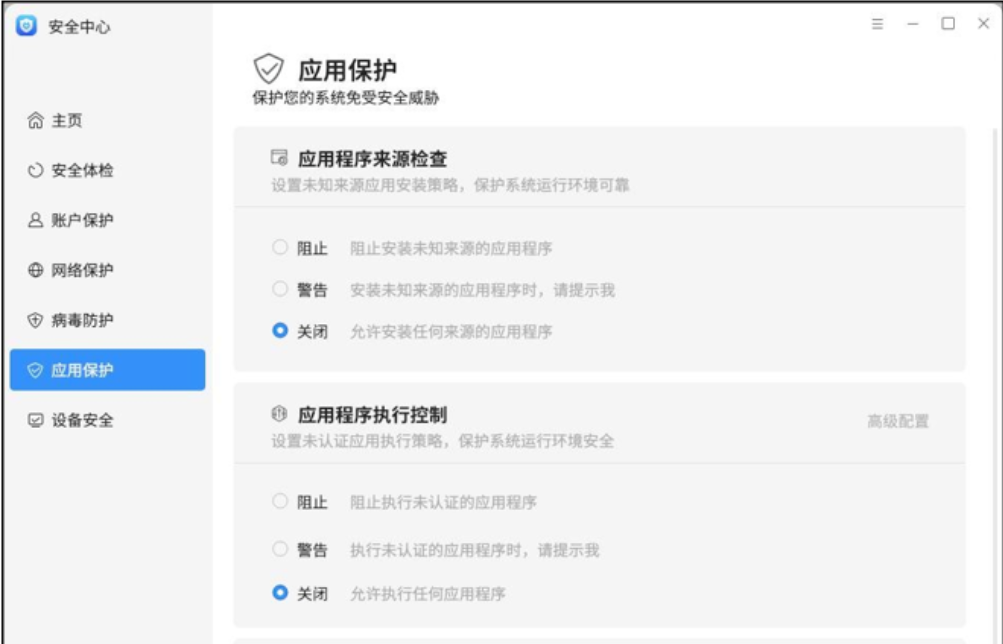 安全中心
主页
安全体检
账户保护
网络保护
病毒防护
应用保护
设备安全
应用保护
保护您的系统免受安全威胁
应用程序来源检查
设置未知来源应用安装策略，保护系统运行环境可靠
阻止 阻止安装未知来源的应用程序
警告 安装未知来源的应用程序时，请提示我
关闭 允许安装任何来源的应用程序
应用程序执行控制
高级配置
设置未认证应用执行策略，保护系统运行环境安全
阻止 阻止执行未认证的应用程序
警告 执行未认证的应用程序时，请提示我
关闭 允许执行任何应用程序